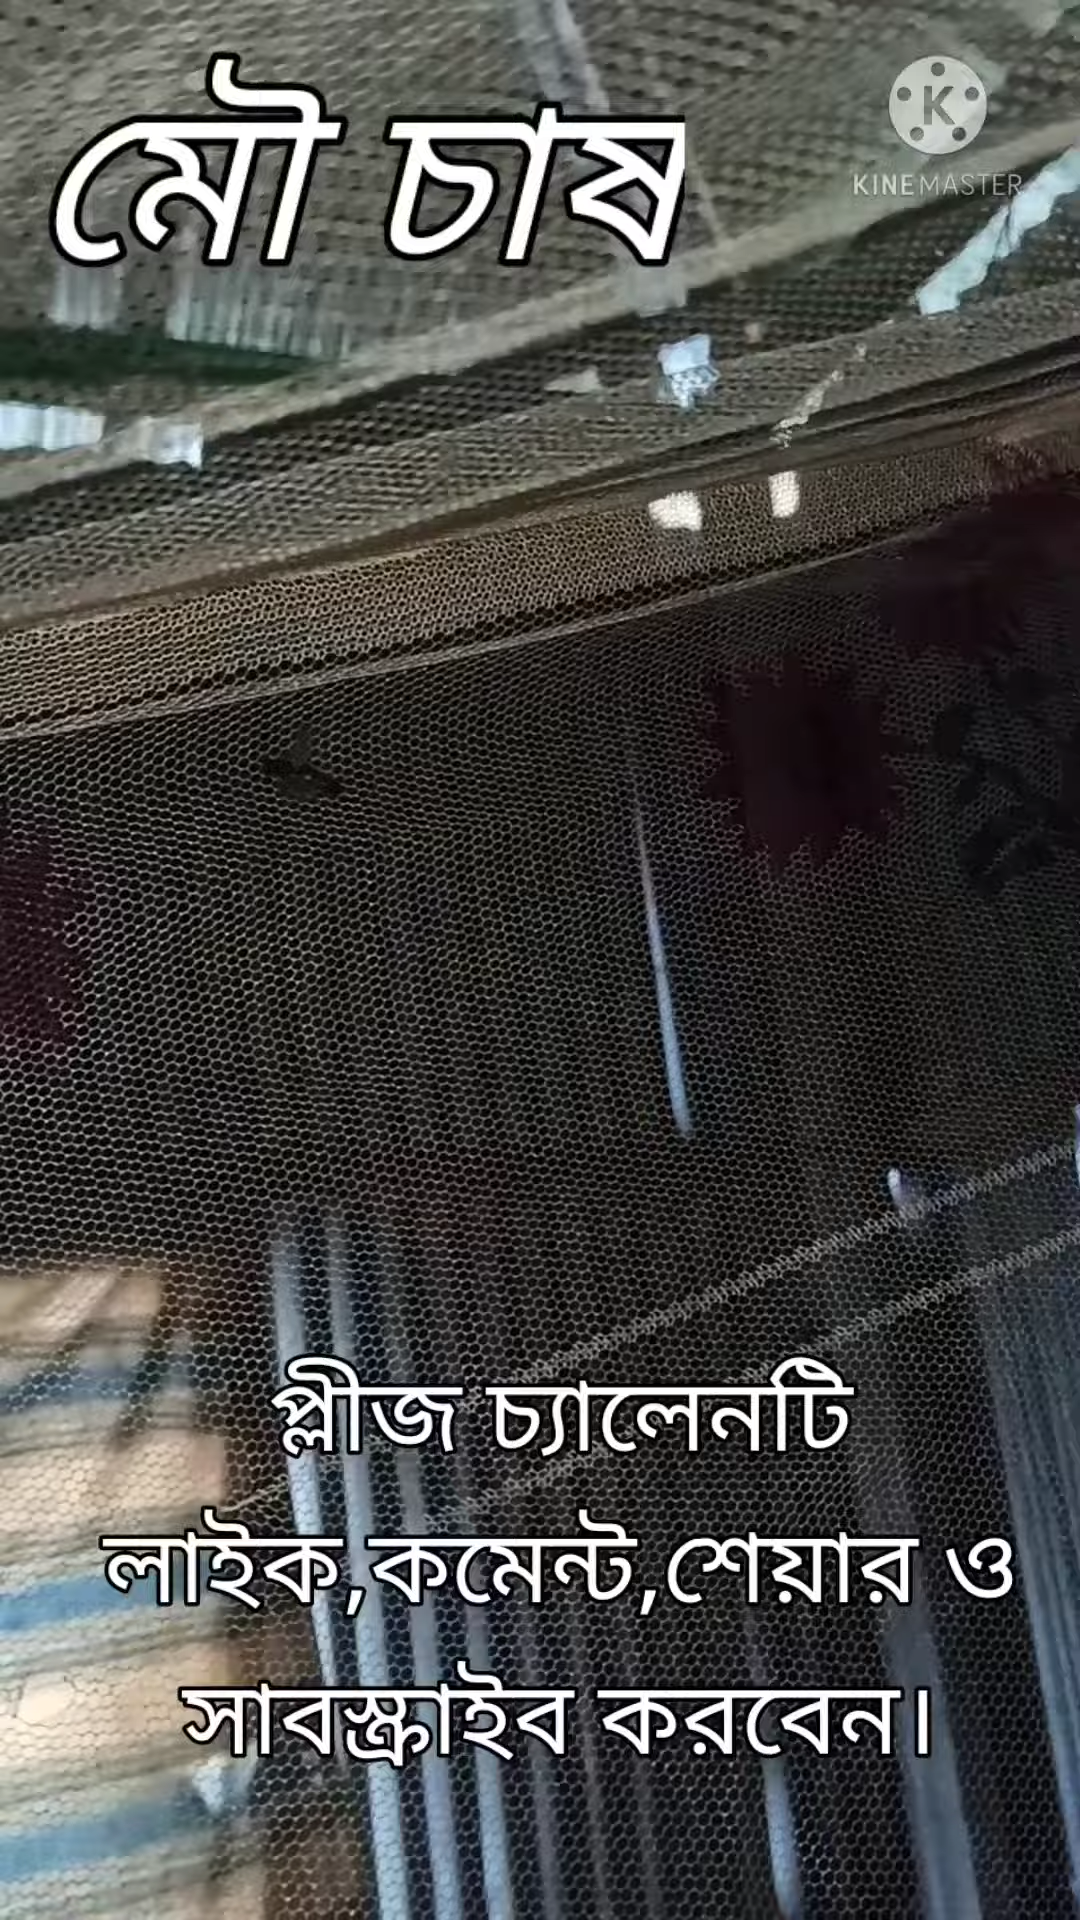 মৌ চাষ
K
KINEMASTER
প্লীজ চ্যালেনটি
লাইক,কমেন্ট,শেয়ার ও
সাবস্ক্রাইব করবেন।